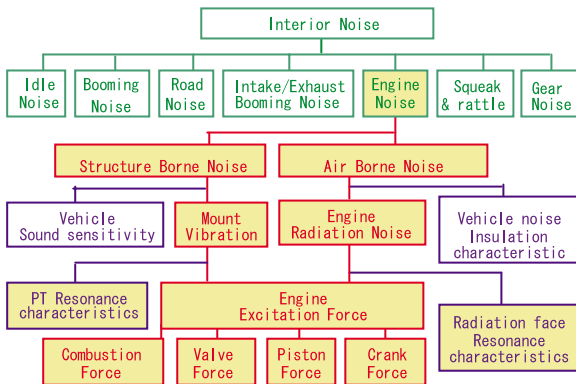 Interior Noise
Idle
Noise
Booming
Noise
Road
Noise
Intake/Exhaust
Booming Noise
Engine
Noise
Squeak
& rattle
Gear
Noise
Structure Borne Noise
Air Borne Noise
Vehicle
Sound sensitivity
Mount
Vibration
Engine
Radiation Noise
Vehicle noise
Insulation
characteristic
PT Resonance
characteristics
Engine
Excitation Force
Radiation face
Resonance
characteristics
Combustion
Force
Valve
Force
Piston
Force
Crank
Force